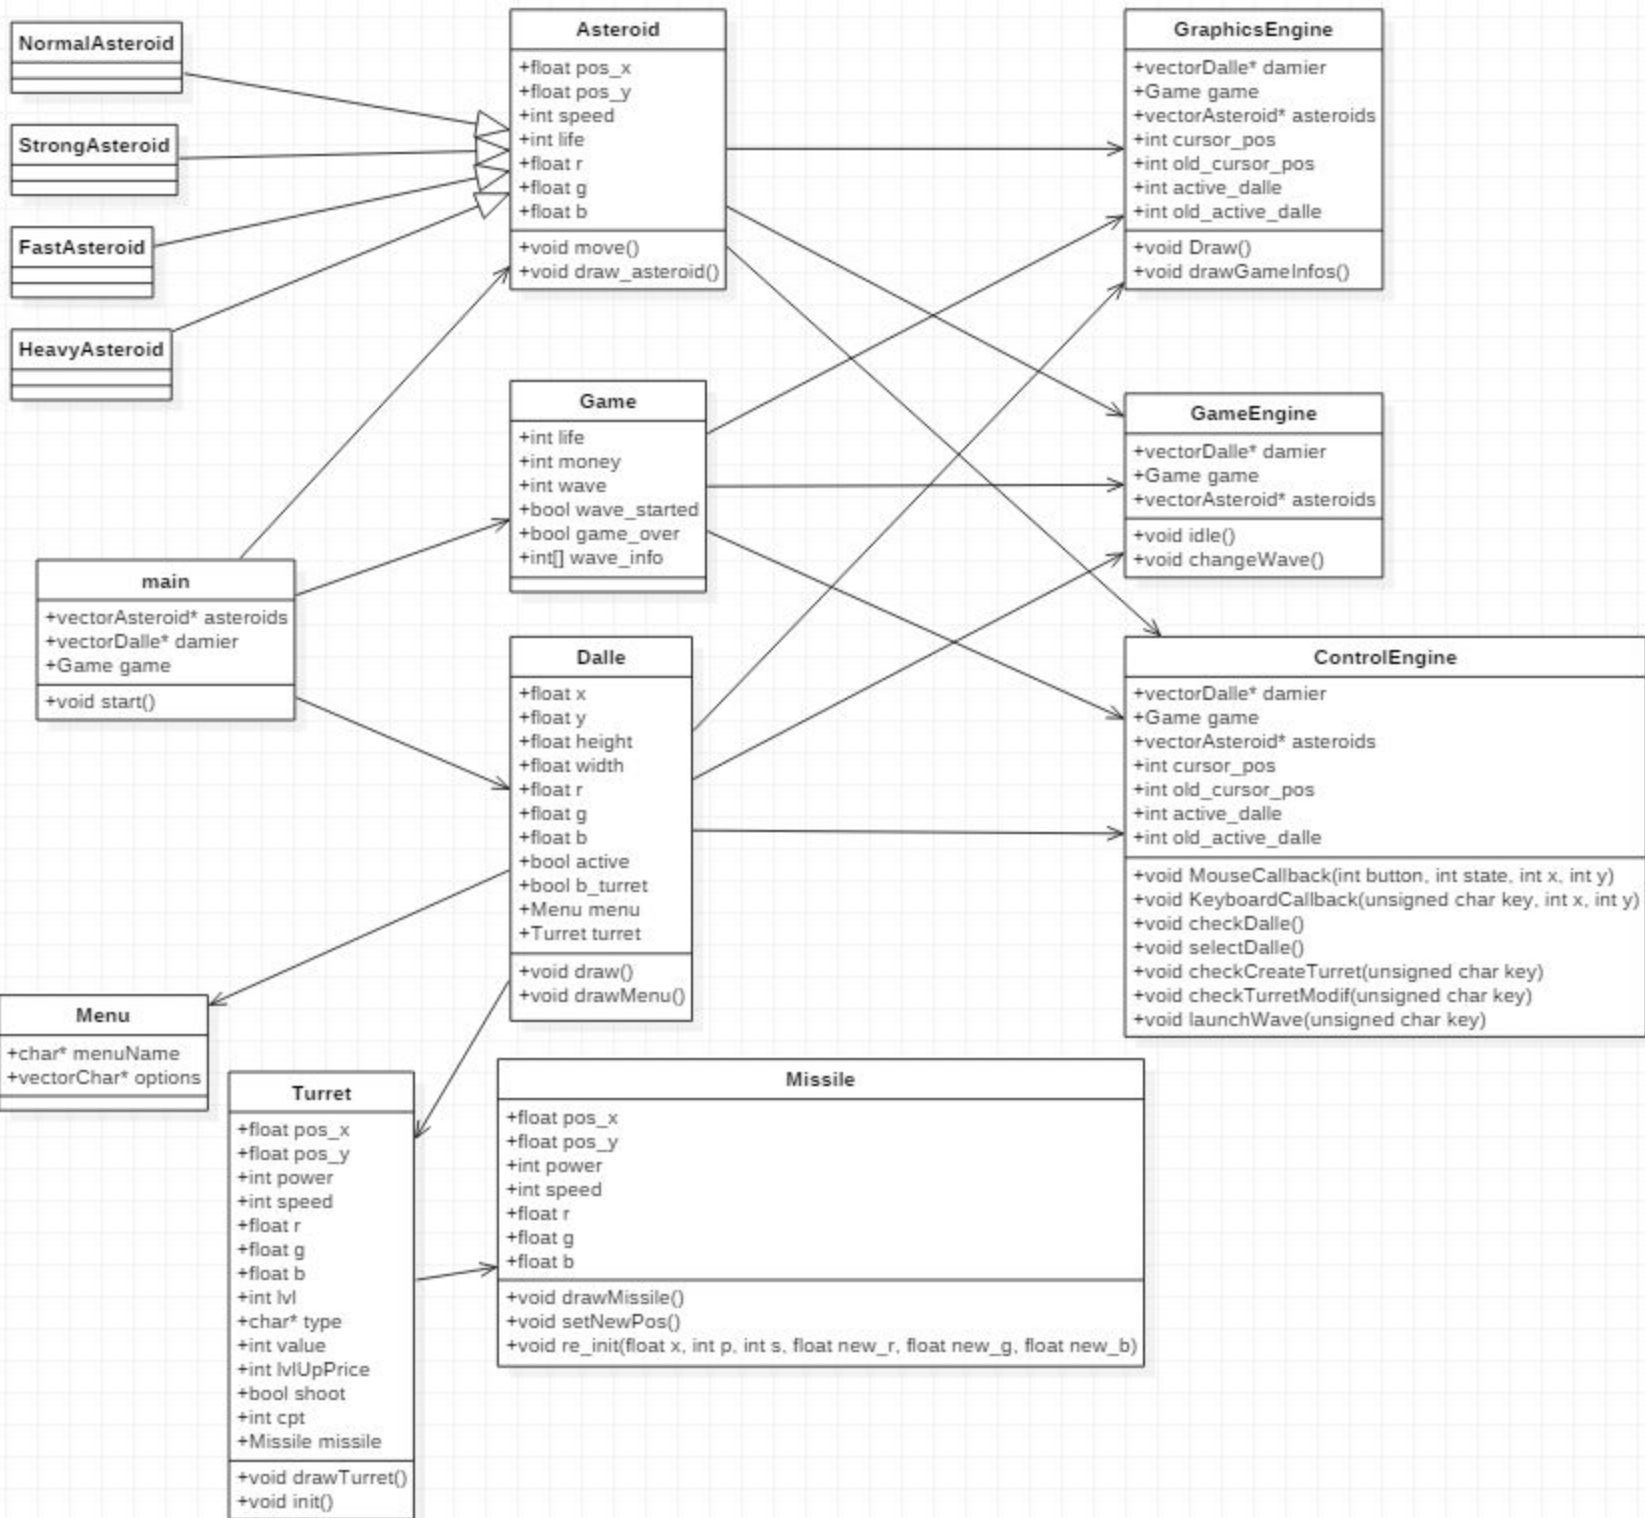 NormalAsteroid
StrongAsteroid
FastAsteroid
HeavyAsteroid
Asteroid
+float pos_x
+float pos_y
+int speed
+int life
+float r
+float g
+float b
+void move()
+void draw_asteroid()
GraphicsEngine
+vectorDalle* damier
+Game game
+vectorAsteroid* asteroids
+int cursor_pos
+int old_cursor_pos
+int active_dalle
+int old_active_dalle
+void Draw()
+void drawGameInfos()
Game
+int life
+int money
+int wave
+bool wave_started
+bool game_over
+int[] wave_info
GameEngine
+vectorDalle* damier
+Game game
+vectorAsteroid* asteroids
+void idle()
+void changeWave()
main
+vectorAsteroid* asteroids
+vectorDalle* damier
+Game game
+void start()
Dalle
+float x
+float y
+float height
+float width
+float r
+float g
+float b
+bool active
+bool b_turret
+Menu menu
+Turret turret
+void draw()
+void drawMenu()
ControlEngine
+vectorDalle* damier
+Game game
+vectorAsteroid* asteroids
+int cursor_pos
+int old_cursor_pos
+int active_dalle
+int old_active_dalle
+void MouseCallback(int button, int state, int x, int y)
+void KeyboardCallback(unsigned char key, int x, int y)
+void checkDalle()
+void selectDalle()
+void checkCreateTurret(unsigned char key)
+void checkTurretModif(unsigned char key)
+void launchWave(unsigned char key)
Menu
+char* menuName
+vectorChar* options
Turret
+float pos_x
+float pos_y
+int power
+int speed
+float r
+float g
+float b
+int lvl
+char* type
+int value
+int lvlUpPrice
+bool shoot
+int cpt
+Missile missile
+void drawTurret()
+void init()
Missile
+float pos_x
+float pos_y
+int power
+int speed
+float r
+float g
+float b
+void drawMissile()
+void setNewPos()
+void re_init(float x, int p, int s, float new_r, float new_g, float new_b)